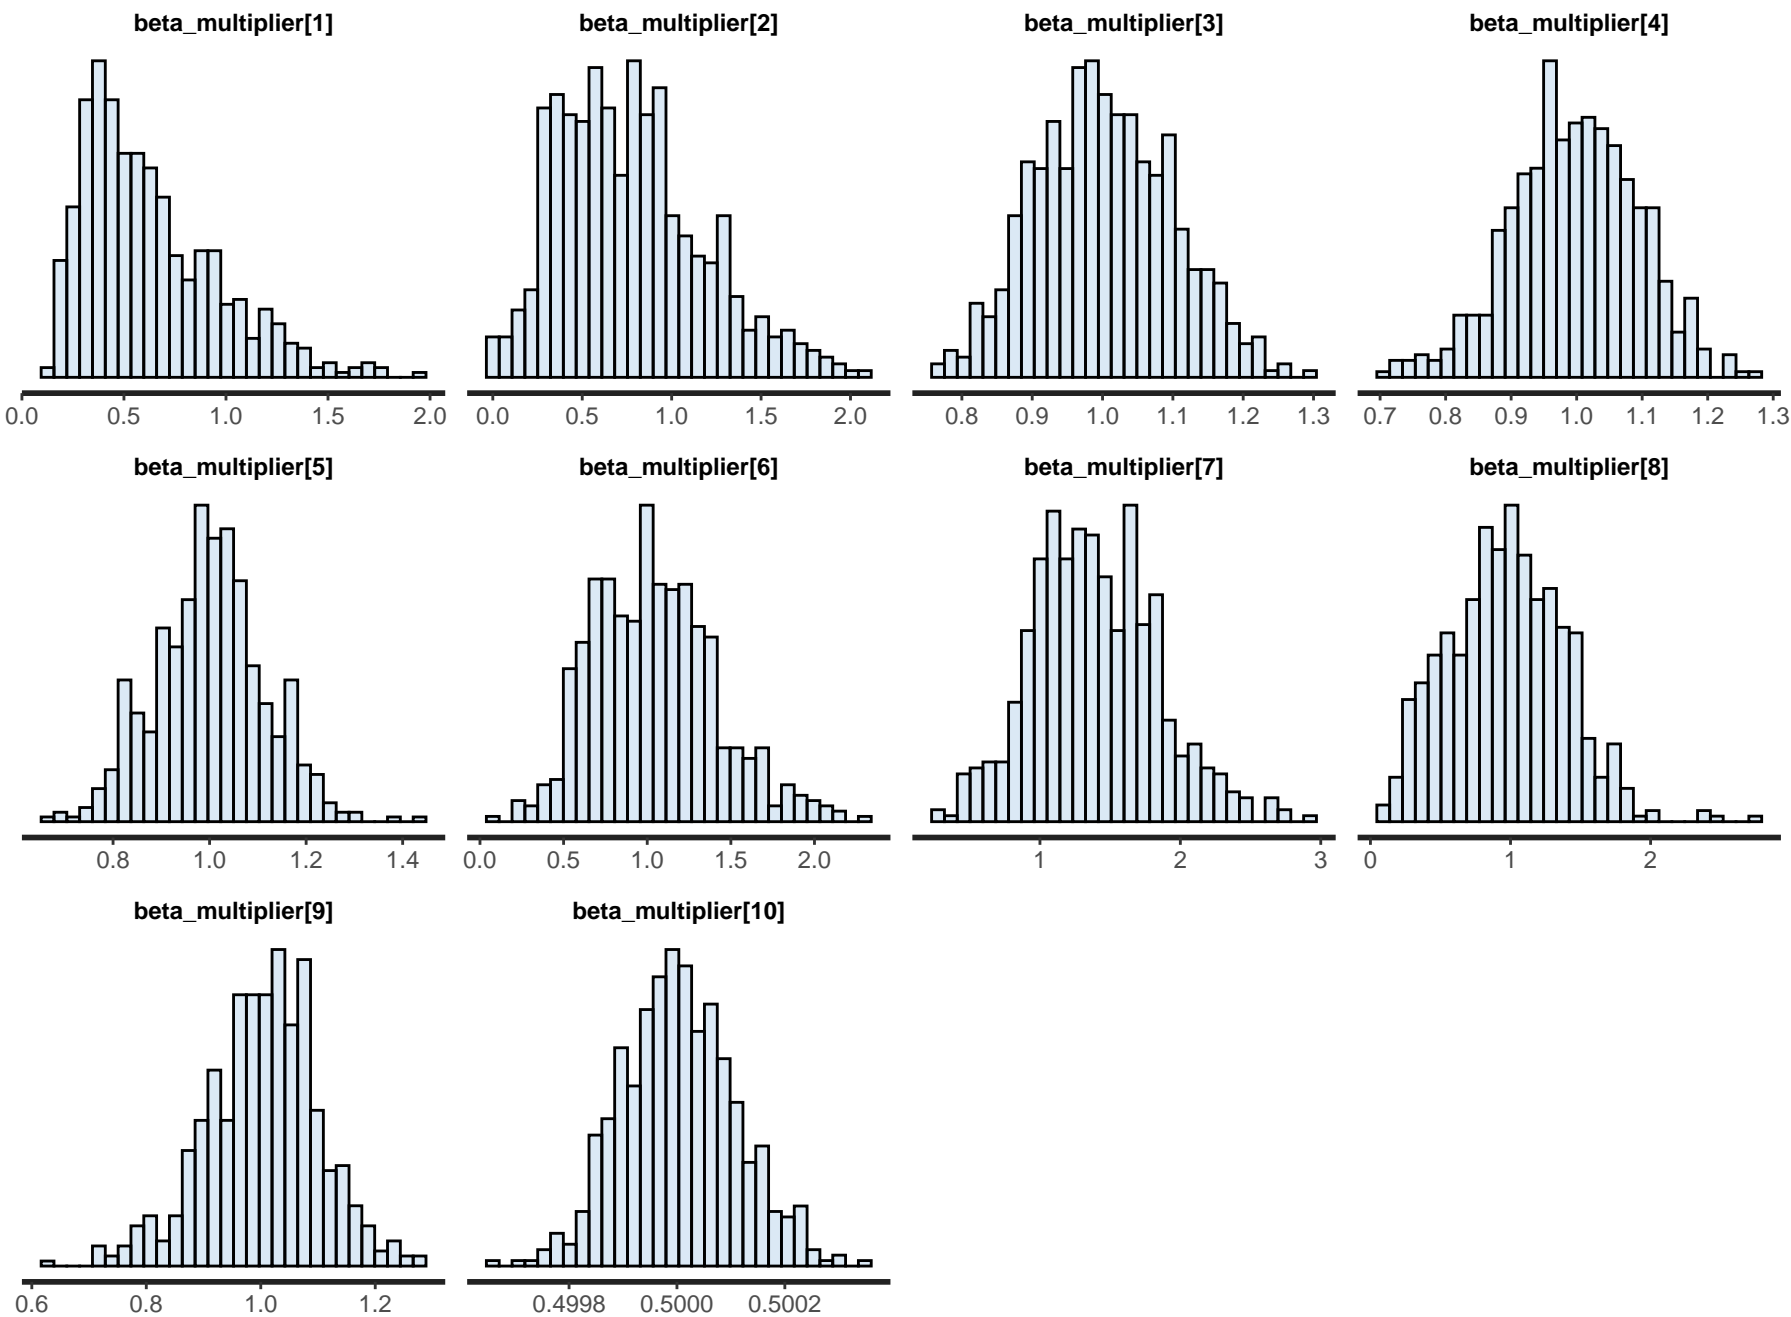 beta_multiplier[1] beta_multiplier[2] beta_multiplier[3] beta_multiplier[4]
0.0 0.5 1.0 1.5 2.0 0.0 0.5 1.0 1.5 2.0 0.8 0.9 1.0 1.1 1.2 1.3 0.7 0.8 0.9 1.0 1.1 1.2 1.3
beta_multiplier[5] beta_multiplier[6] beta_multiplier[7] beta_multiplier[8]
0.8 1.0 1.2 1.4 0.0 0.5 1.0 1.5 2.0 1 2 3 0 1 2
beta_multiplier[9] beta_multiplier[10]
0.6 0.8 1.0 1.2 0.4998 0.5000 0.5002